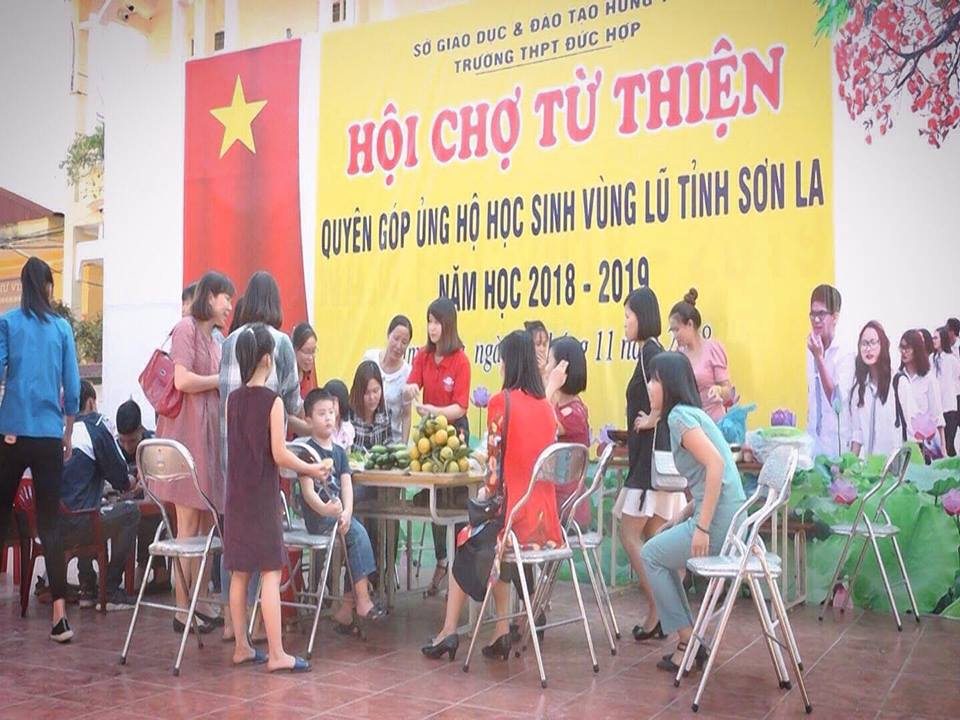 SỞ GIÁO DỤC & ĐÀO TẠO HƯNG
TRƯỜNG THPT ĐỨC HỢP
HỘI CHỢ TỪ THIỆN
QUYÊN GÓP ỦNG HỘ HỌC SINH VÙNG LŨ TỈNH SƠN LA
NĂM HỌC 2018 - 2019
11